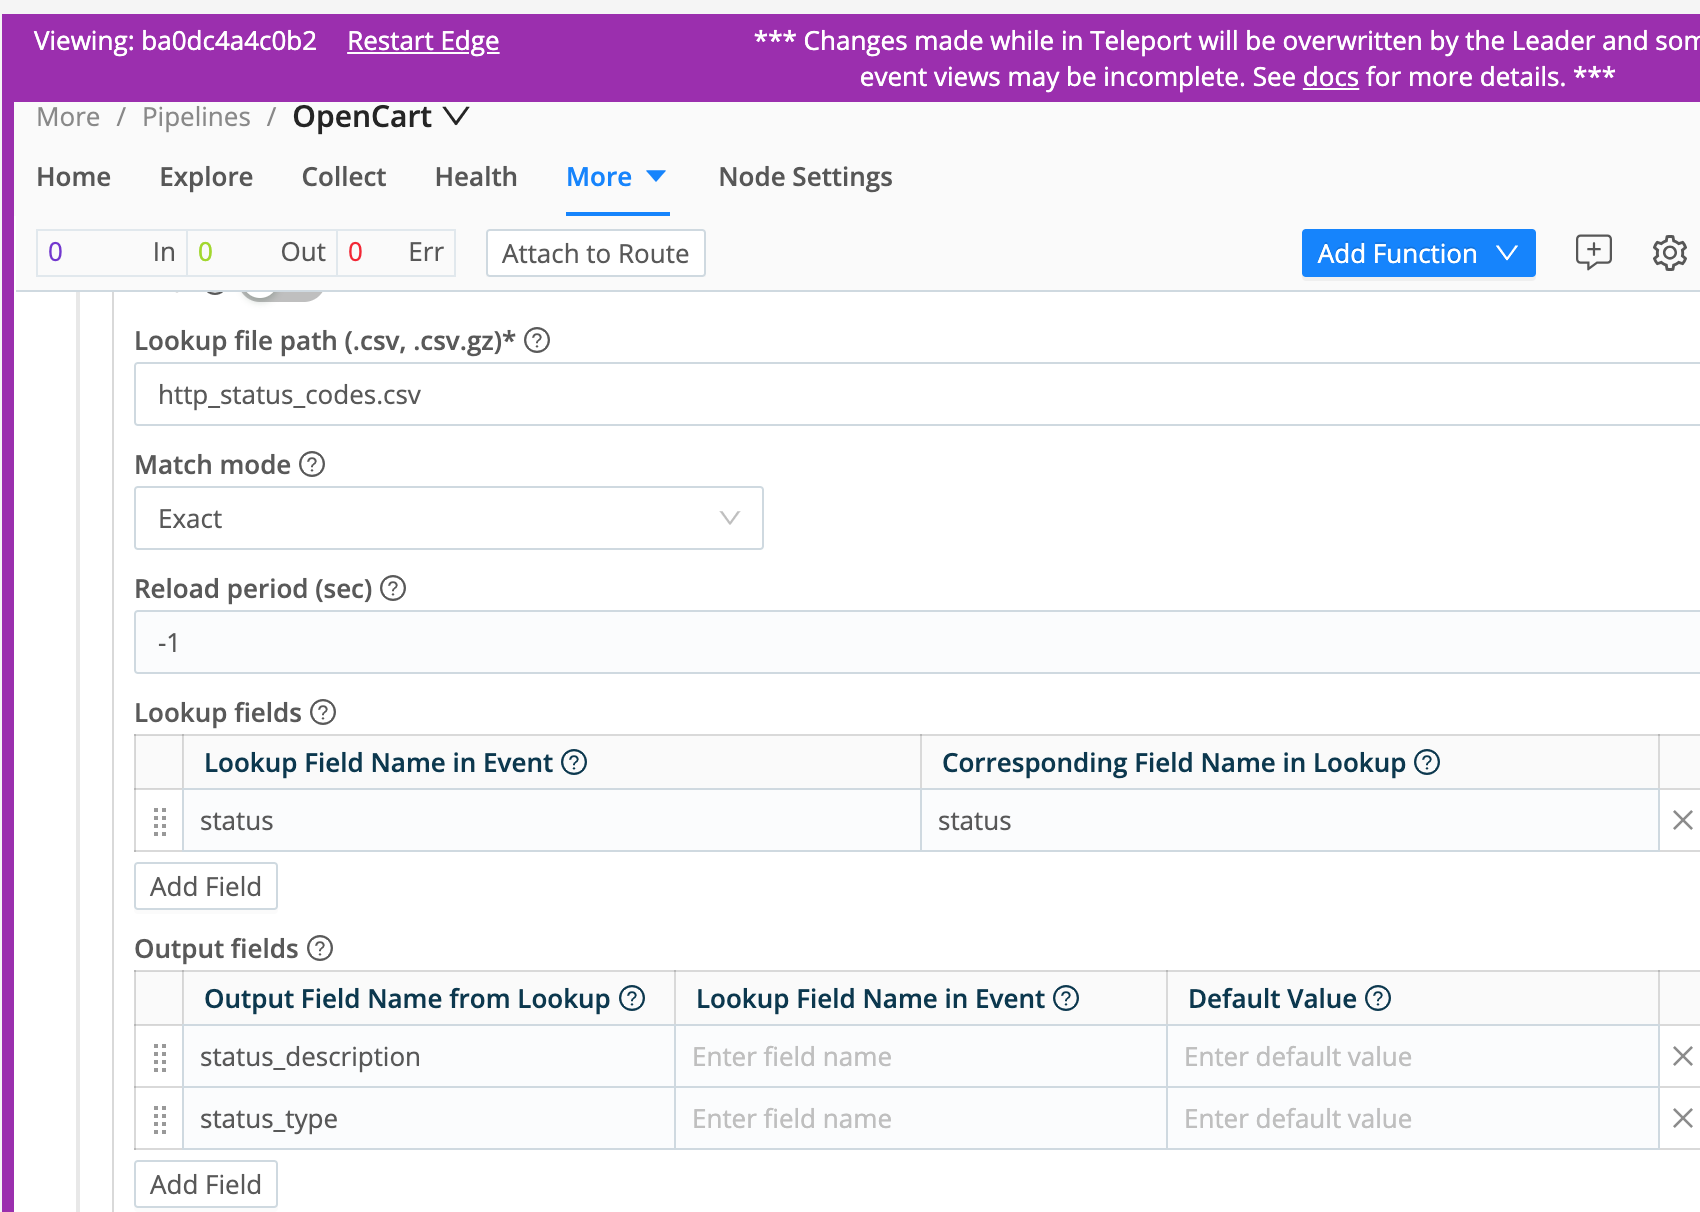 Viewing: ba0dc4a4c0b2 Restart Edge
*** Changes made while in Teleport will be overwritten by the Leader and
event views may be incomplete. See docs for more details. ***
More / Pipelines / OpenCart
Home Explore Collect Health More Node Settings
0 In 0 Out 0 Err Attach to Route Add Function
Lookup file path (.csv, .csv.gz)*
http_status_codes.csv
Match mode
Exact
Reload period (sec)
-1
Lookup fields
Lookup Field Name in Event Corresponding Field Name in Lookup
status status
Add Field
Output fields
Output Field Name from Lookup Lookup Field Name in Event Default Value
status_description Enter field name Enter default value
status_type Enter field name Enter default value
Add Field